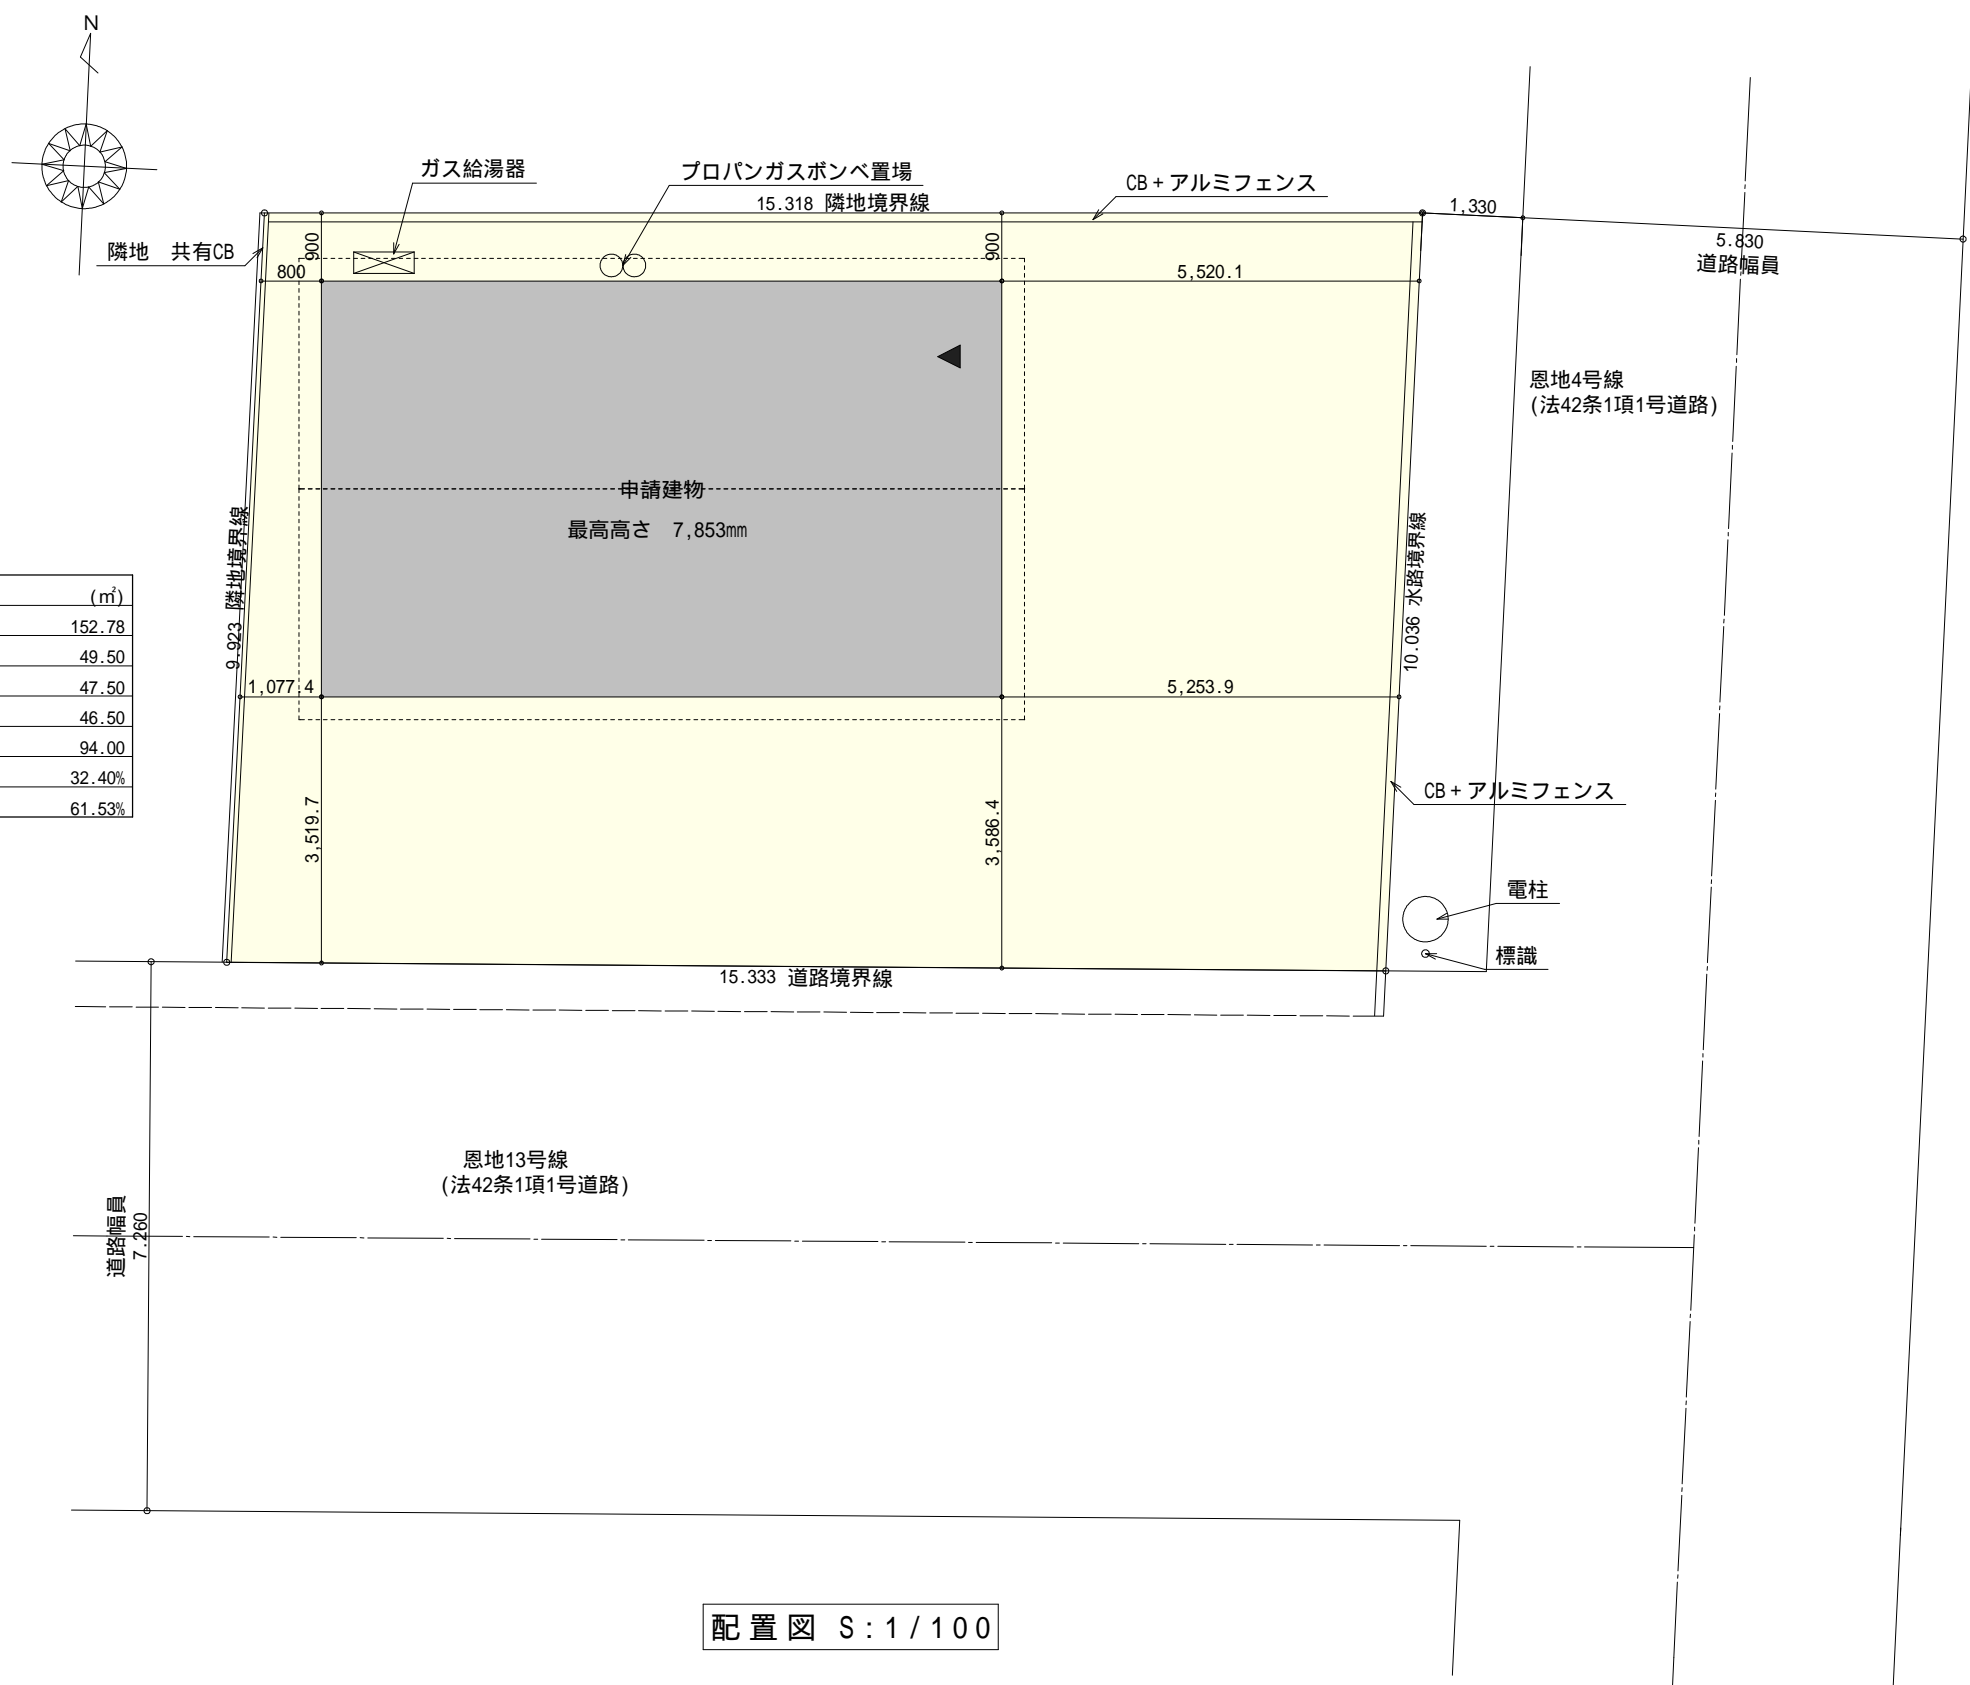 N
ガス給湯器
プロパンガスボンベ置場
CB+アルミフェンス
15.318 隣地境界線
1,330
5.830
道路幅員
隣地 共有CB
900
900
800
5,520.1
恩地4号線
(法42条1項1号道路)
申請建物
最高高さ 7,853mm
9.923 隣地境界線
10.036 水路境界線
(㎡)
152.78
49.50
47.50
46.50
94.00
32.40%
61.53%
1,077.4
5,253.9
3,519.7
3,586.4
CB+アルミフェンス
電柱
標識
15.333 道路境界線
恩地13号線
(法42条1項1号道路)
道路幅員
7.260
配置図 S:1/100